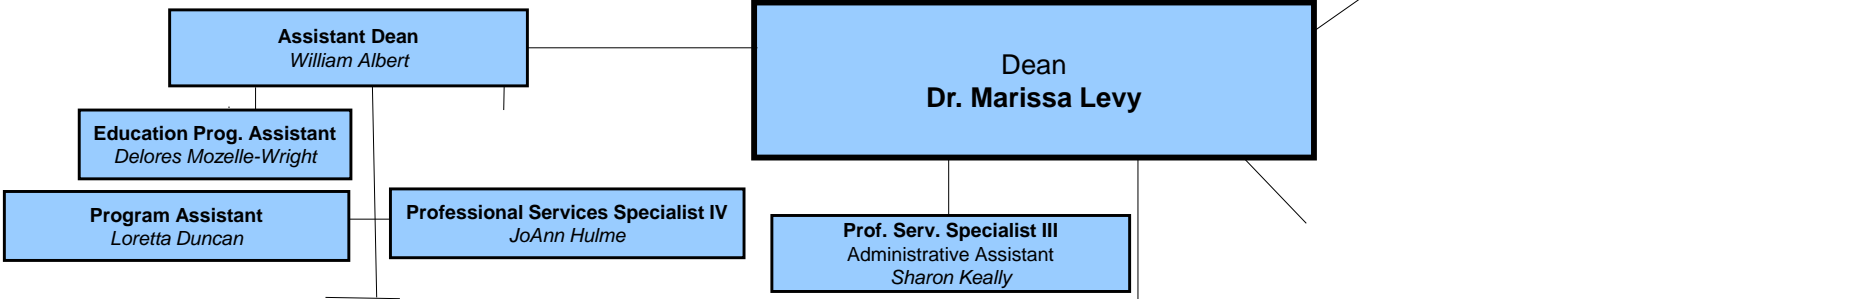 Assistant Dean
William Albert
Dean
Dr. Marissa Levy
Education Prog. Assistant
Delores Mozelle-Wright
Program Assistant
Loretta Duncan
Professional Services Specialist IV
JoAnn Hulme
Prof. Serv. Specialist III
Administrative Assistant
Sharon Keally